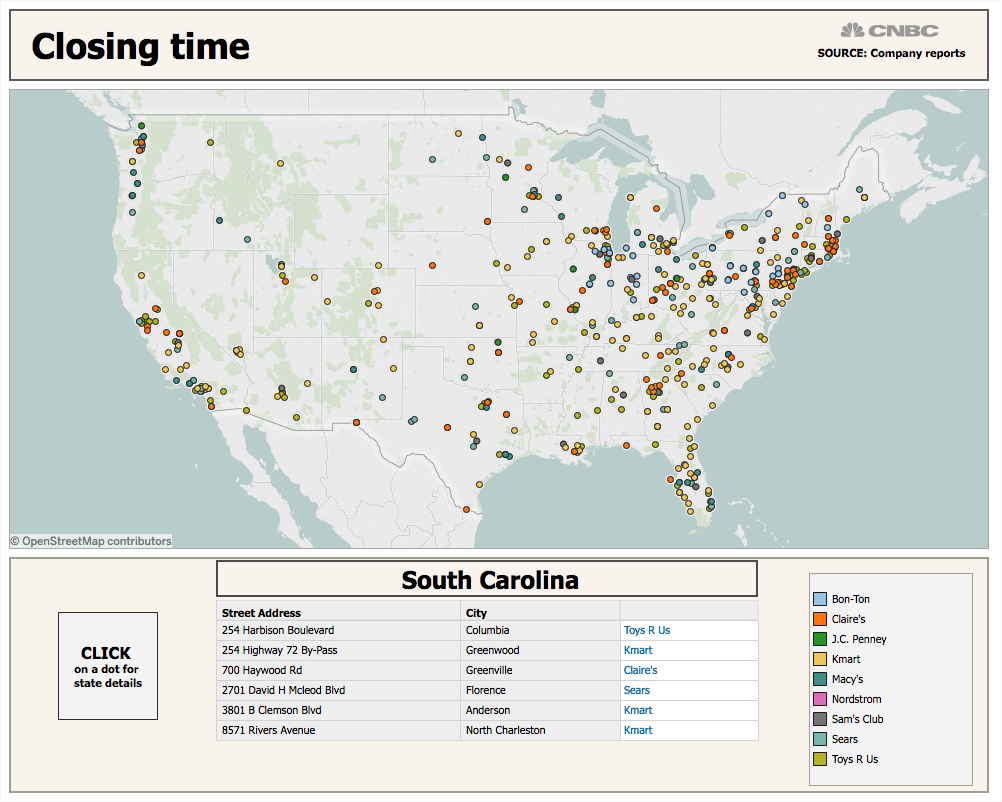 Closing time
CNBC
SOURCE: Company reports
© OpenStreetMap contributors
South Carolina
Street Address City
254 Harbison Boulevard Columbia Toys R Us
254 Highway 72 By-Pass Greenwood Kmart
700 Haywood Rd Greenville Claire's
2701 David H Mcleod Blvd Florence Sears
3801 B Clemson Blvd Anderson Kmart
8571 Rivers Avenue North Charleston Kmart
CLICK
on a dot for
state details
Bon-Ton
Claire's
J.C. Penney
Kmart
Macy's
Nordstrom
Sam's Club
Sears
Toys R Us